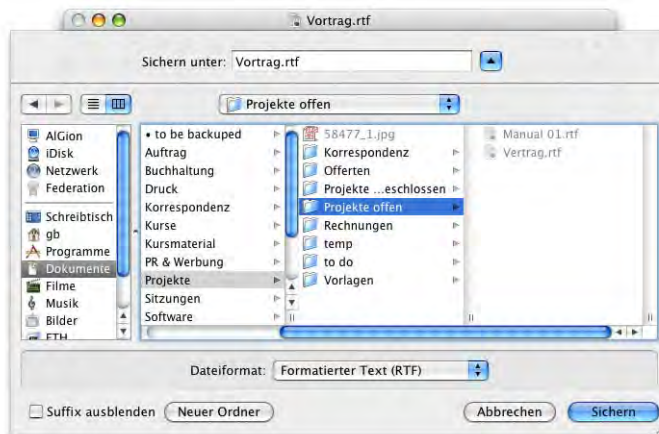 Vortrag.rtf
Sichern unter: Vortrag.rtf
Projekte offen
AlGion
iDisk
Netzwerk
Federation
Schreibtisch
gb
Programme
Dokumente
Filme
Musik
Bilder
ETH
• to be backuped
Auftrag
Buchhaltung
Druck
Korrespondenz
Kurse
Kursmaterial
PR & Werbung
Projekte
Sitzungen
Software
58477_1.jpg
Korrespondenz
Offerten
Projekte ...eschlossen
Projekte offen
Rechnungen
temp
to do
Vorlagen
Manual 01.rtf
Vertrag.rtf
Dateiformat: Formatierter Text (RTF)
Suffix ausblenden Neuer Ordner Abbrechen Sichern